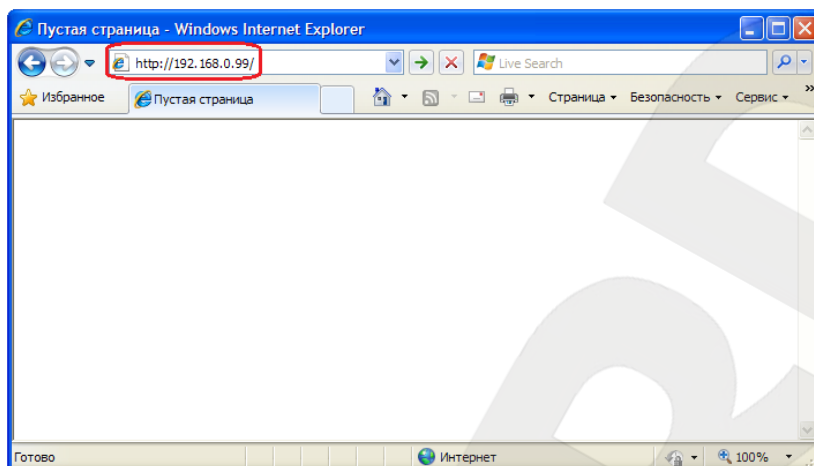 Пустая страница - Windows Internet Explorer
http://192.168.0.99/
Live Search
Избранное
Пустая страница
Страница
Безопасность
Сервис
»
Готово
Интернет
100%